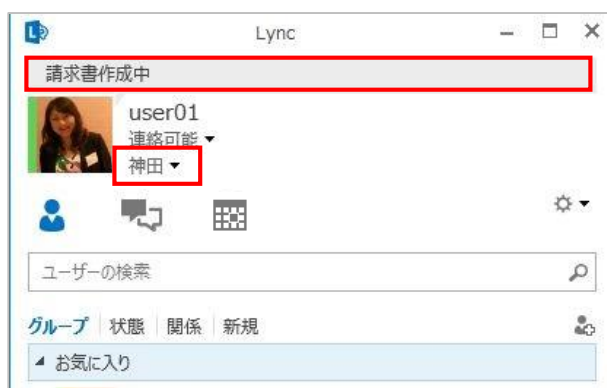 Lync
請求書作成中
user01
連絡可能
神田
ユーザーの検索
グループ 状態 関係 新規
お気に入り